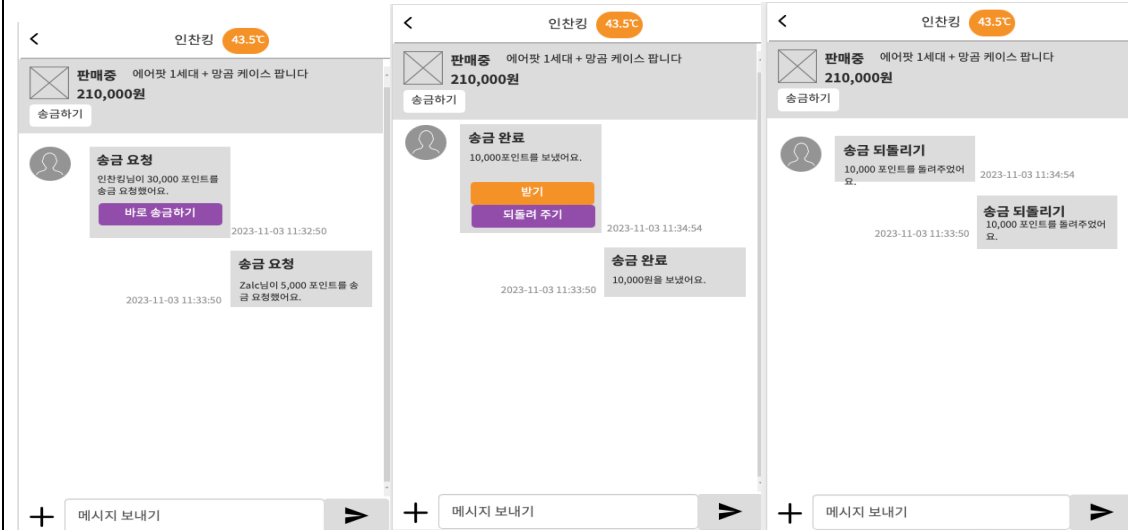 인찬킹 43.5℃
판매중 에어팟 1세대 + 망곰 케이스 팝니다
210,000원
송금하기
송금 요청
인찬킹님이 30,000 포인트를
송금 요청했어요.
바로 송금하기
2023-11-03 11:32:50
송금 요청
Zalc님이 5,000 포인트를 송
금 요청했어요.
2023-11-03 11:33:50
메시지 보내기
인찬킹 43.5℃
판매중 에어팟 1세대 + 망곰 케이스 팝니다
210,000원
송금하기
송금 완료
10,000포인트를 보냈어요.
받기
되돌려 주기
2023-11-03 11:34:54
송금 완료
10,000원을 보냈어요.
2023-11-03 11:33:50
메시지 보내기
인찬킹 43.5℃
판매중 에어팟 1세대 + 망곰 케이스 팝니다
210,000원
송금하기
송금 되돌리기
10,000 포인트를 돌려주었어
요.
2023-11-03 11:34:54
송금 되돌리기
10,000 포인트를 돌려주었어
요.
2023-11-03 11:33:50
메시지 보내기